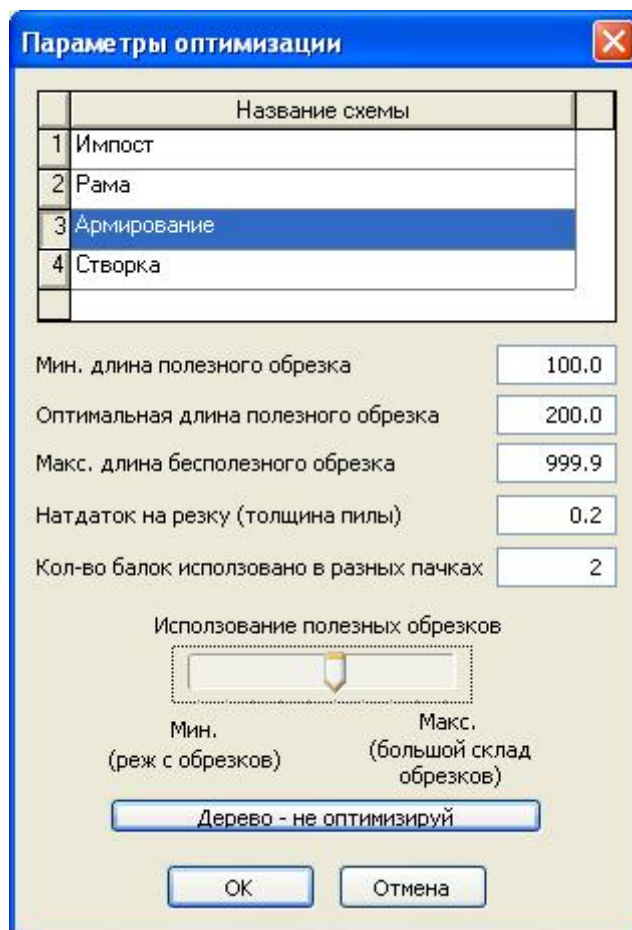 Параметры оптимизации
Название схемы
1 Импост
2 Рама
3 Армирование
4 Створка
Мин. длина полезного обрезка 100.0
Оптимальная длина полезного обрезка 200.0
Макс. длина бесполезного обрезка 999.9
Натдаток на резку (толщина пилы) 0.2
Кол-во балок исползовано в разных пачках 2
Исползование полезных обрезков
Мин.
(реж с обрезков)
Макс.
(большой склад
обрезков)
Дерево - не оптимизируй
ОК Отмена